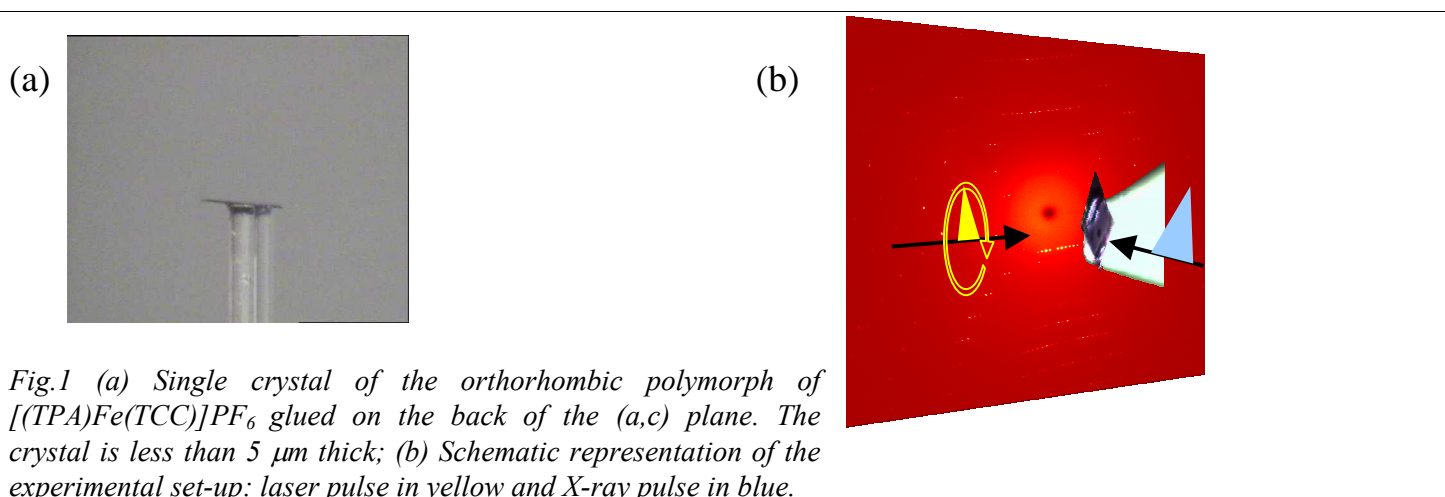 (a)
(b)
Fig.1 (a) Single crystal of the orthorhombic polymorph of
[(TPA)Fe(TCC)]PF6 glued on the back of the (a,c) plane. The
crystal is less than 5 μm thick; (b) Schematic representation of the
experimental set-up: laser pulse in yellow and X-ray pulse in blue.